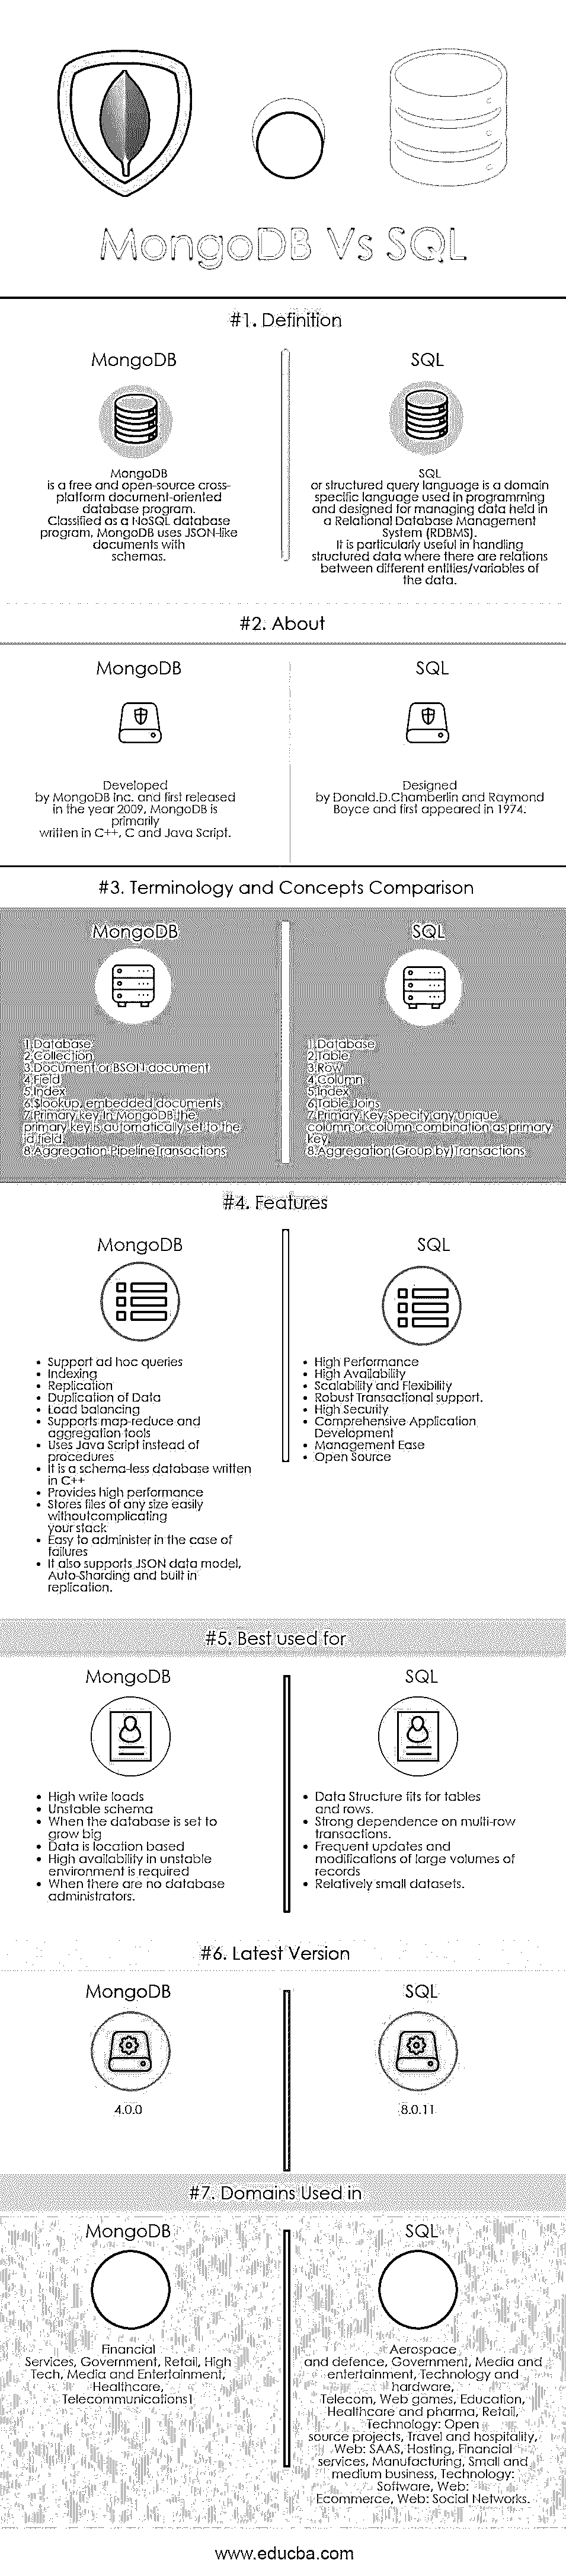 MongoDB Vs SQL
#1. Definition
MongoDB
MongoDB
is a free and open-source cross-
platform document-oriented
database program.
Classified as a NoSQL database
program, MongoDB uses JSON-like
documents with
schemas.
SQL
SQL
or structured query language is a domain
specific language used in programming
and designed for managing data held in
a Relational Database Management
System (RDBMS).
It is particularly useful in handling
structured data where there are relations
between different entities/variables of
the data.
#2. About
MongoDB
Developed
by MongoDB inc. and first released
in the year 2009, MongoDB is
primarily
written in C++, C and Java Script.
SQL
Designed
by Donald.D.Chamberlin and Raymond
Boyce and first appeared in 1974.
#3. Terminology and Concepts Comparison
MongoDB
1.Database
2.Collection
3.Document or BSON document
4.Field
5.Index
6.$lookup, embedded documents
7.Primary key-In MongoDB the
primary key is automatically set to the
id field.
8.Aggregation PipelineTransactions
SQL
1.Database
2.Table
3.Row
4.Column
5.Index
6.Table Joins
7.Primary Key-Specify any unique
column or column combination as primary
key.
8.Aggregation(Group by)Transactions
#4. Features
MongoDB
• Support ad hoc queries
• Indexing
• Replication
• Duplication of Data
• Load balancing
• Supports map-reduce and
aggregation tools
• Uses Java Script instead of
procedures
• It is a schema-less database written
in C++
• Provides high performance
• Stores files of any size easily
withoutcomplicating
your stack
• Easy to administer in the case of
failures
• It also supports JSON data model,
Auto-Sharding and built in
replication.
SQL
• High Performance
• High Availability
• Scalability and Flexibility
• Robust Transactional support.
• High Security
• Comprehensive Application
Development
• Management Ease
• Open Source
#5. Best used for
MongoDB
• High write loads
• Unstable schema
• When the database is set to
grow big
• Data is location based
• High availability in unstable
environment is required
• When there are no database
administrators.
SQL
• Data Structure fits for tables
and rows.
• Strong dependence on multi-row
transactions.
• Frequent updates and
modifications of large volumes of
records
• Relatively small datasets.
#6. Latest Version
MongoDB
4.0.0
SQL
8.0.11
#7. Domains Used in
MongoDB
Financial
Services, Government, Retail, High
Tech, Media and Entertainment,
Healthcare,
Telecommunications1
SQL
Aerospace
and defence, Government, Media and
entertainment, Technology and
hardware,
Telecom, Web games, Education,
Healthcare and pharma, Retail,
Technology: Open
source projects, Travel and hospitality,
Web: SAAS, Hosting, Financial
services, Manufacturing, Small and
medium business, Technology:
Software, Web:
Ecommerce, Web: Social Networks.
www.educba.com